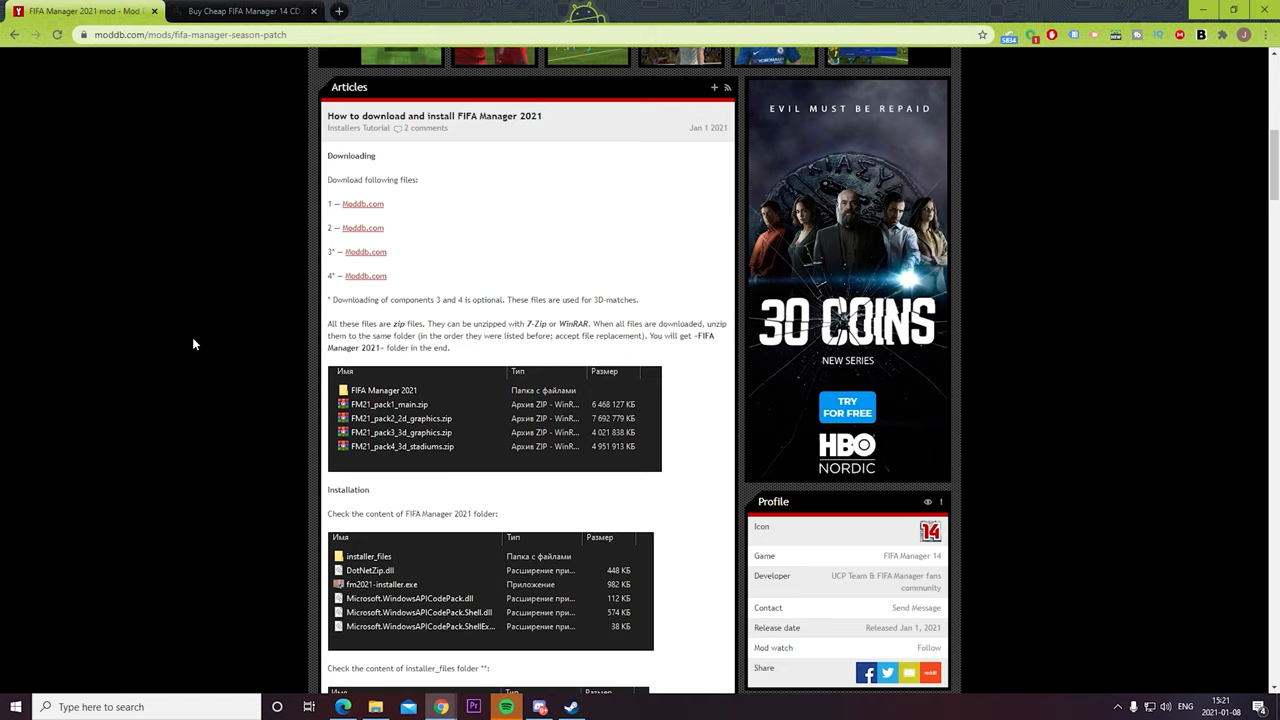 FIFA Manager 2021 mod - Mod D
Buy Cheap FIFA Manager 14 CD
moddb.com/mods/fifa-manager-season-patch
5834
Articles
How to download and install FIFA Manager 2021
Installers Tutorial 2 comments
Jan 1 2021
Downloading
Download following files:
1 — Moddb.com
2 — Moddb.com
3* — Moddb.com
4* — Moddb.com
* Downloading of components 3 and 4 is optional. These files are used for 3D-matches.
All these files are zip files. They can be unzipped with 7-Zip or WinRAR. When all files are downloaded, unzip
them to the same folder (in the order they were listed before; accept file replacement). You will get «FIFA
Manager 2021» folder in the end.
Имя Тип Размер
FIFA Manager 2021 Папка с файлами
FM21_pack1_main.zip Архив ZIP - WinR... 6 468 127 КБ
FM21_pack2_2d_graphics.zip Архив ZIP - WinR... 7 692 779 КБ
FM21_pack3_3d_graphics.zip Архив ZIP - WinR... 4 021 838 КБ
FM21_pack4_3d_stadiums.zip Архив ZIP - WinR... 4 951 913 КБ
Installation
Check the content of FIFA Manager 2021 folder:
Имя Тип Размер
installer_files Папка с файлами
DotNetZip.dll Расширение при... 448 КБ
fm2021-installer.exe Приложение 982 КБ
Microsoft.WindowsAPICodePack.dll Расширение при... 112 КБ
Microsoft.WindowsAPICodePack.Shell.dll Расширение при... 574 КБ
Microsoft.WindowsAPICodePack.ShellEx... Расширение при... 38 КБ
Check the content of installer_files folder **:
EVIL MUST BE REPAID
30 COINS
NEW SERIES
TRY
FOR FREE
HBO
NORDIC
Profile
Icon
14
Game FIFA Manager 14
Developer UCP Team & FIFA Manager fans
community
Contact Send Message
Release date Released Jan 1, 2021
Mod watch Follow
Share
reddit
Type here to search
15:21
2021-01-08